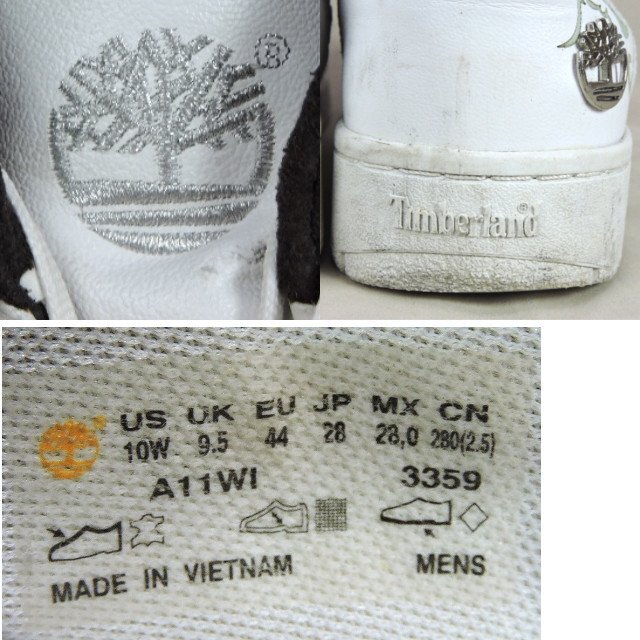 ®
Timberland®
US UK EU JP MX CN
10W 9.5 44 28 28,0 280(2.5)
A11WI 3359
MADE IN VIETNAM MENS